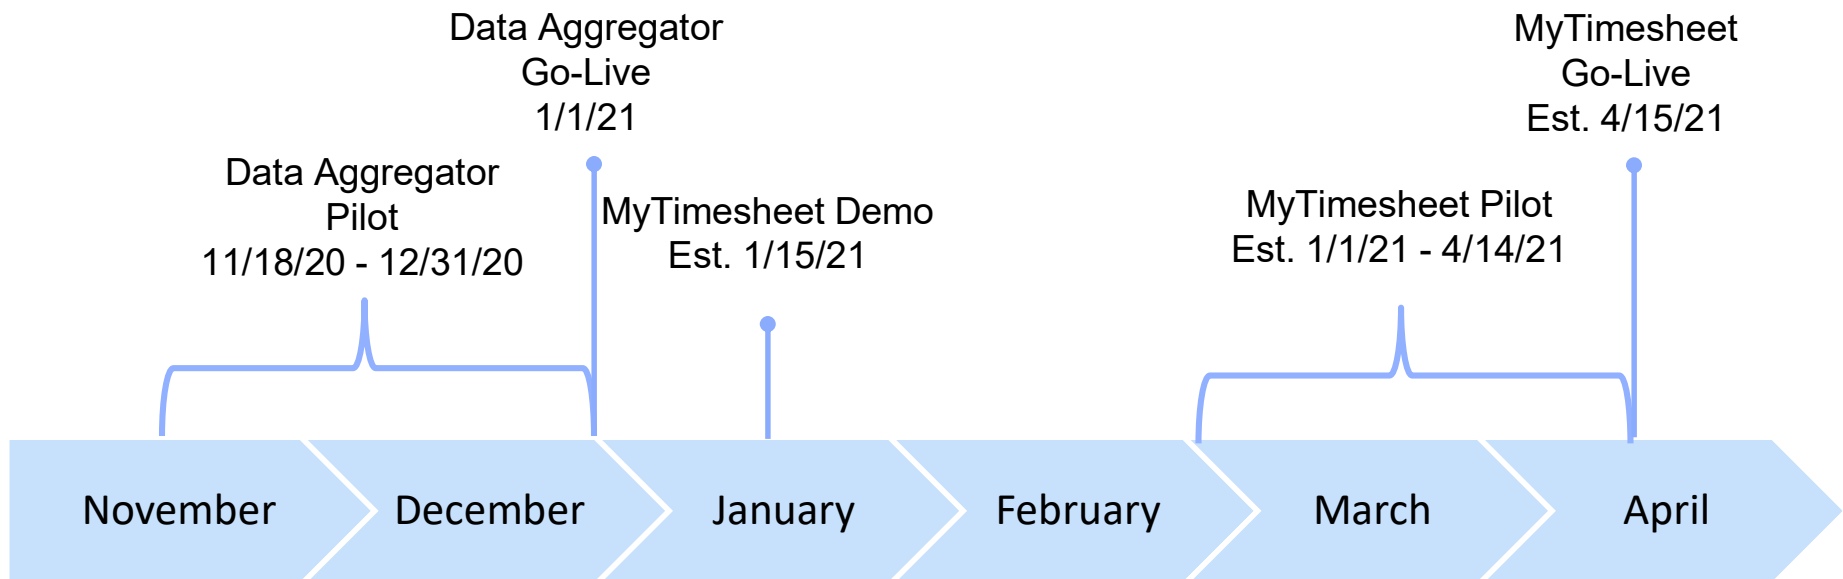 Data Aggregator
Go-Live
1/1/21
MyTimesheet
Go-Live
Est. 4/15/21
Data Aggregator
Pilot
11/18/20 - 12/31/20
MyTimesheet Demo
Est. 1/15/21
MyTimesheet Pilot
Est. 1/1/21 - 4/14/21
November
December
January
February
March
April